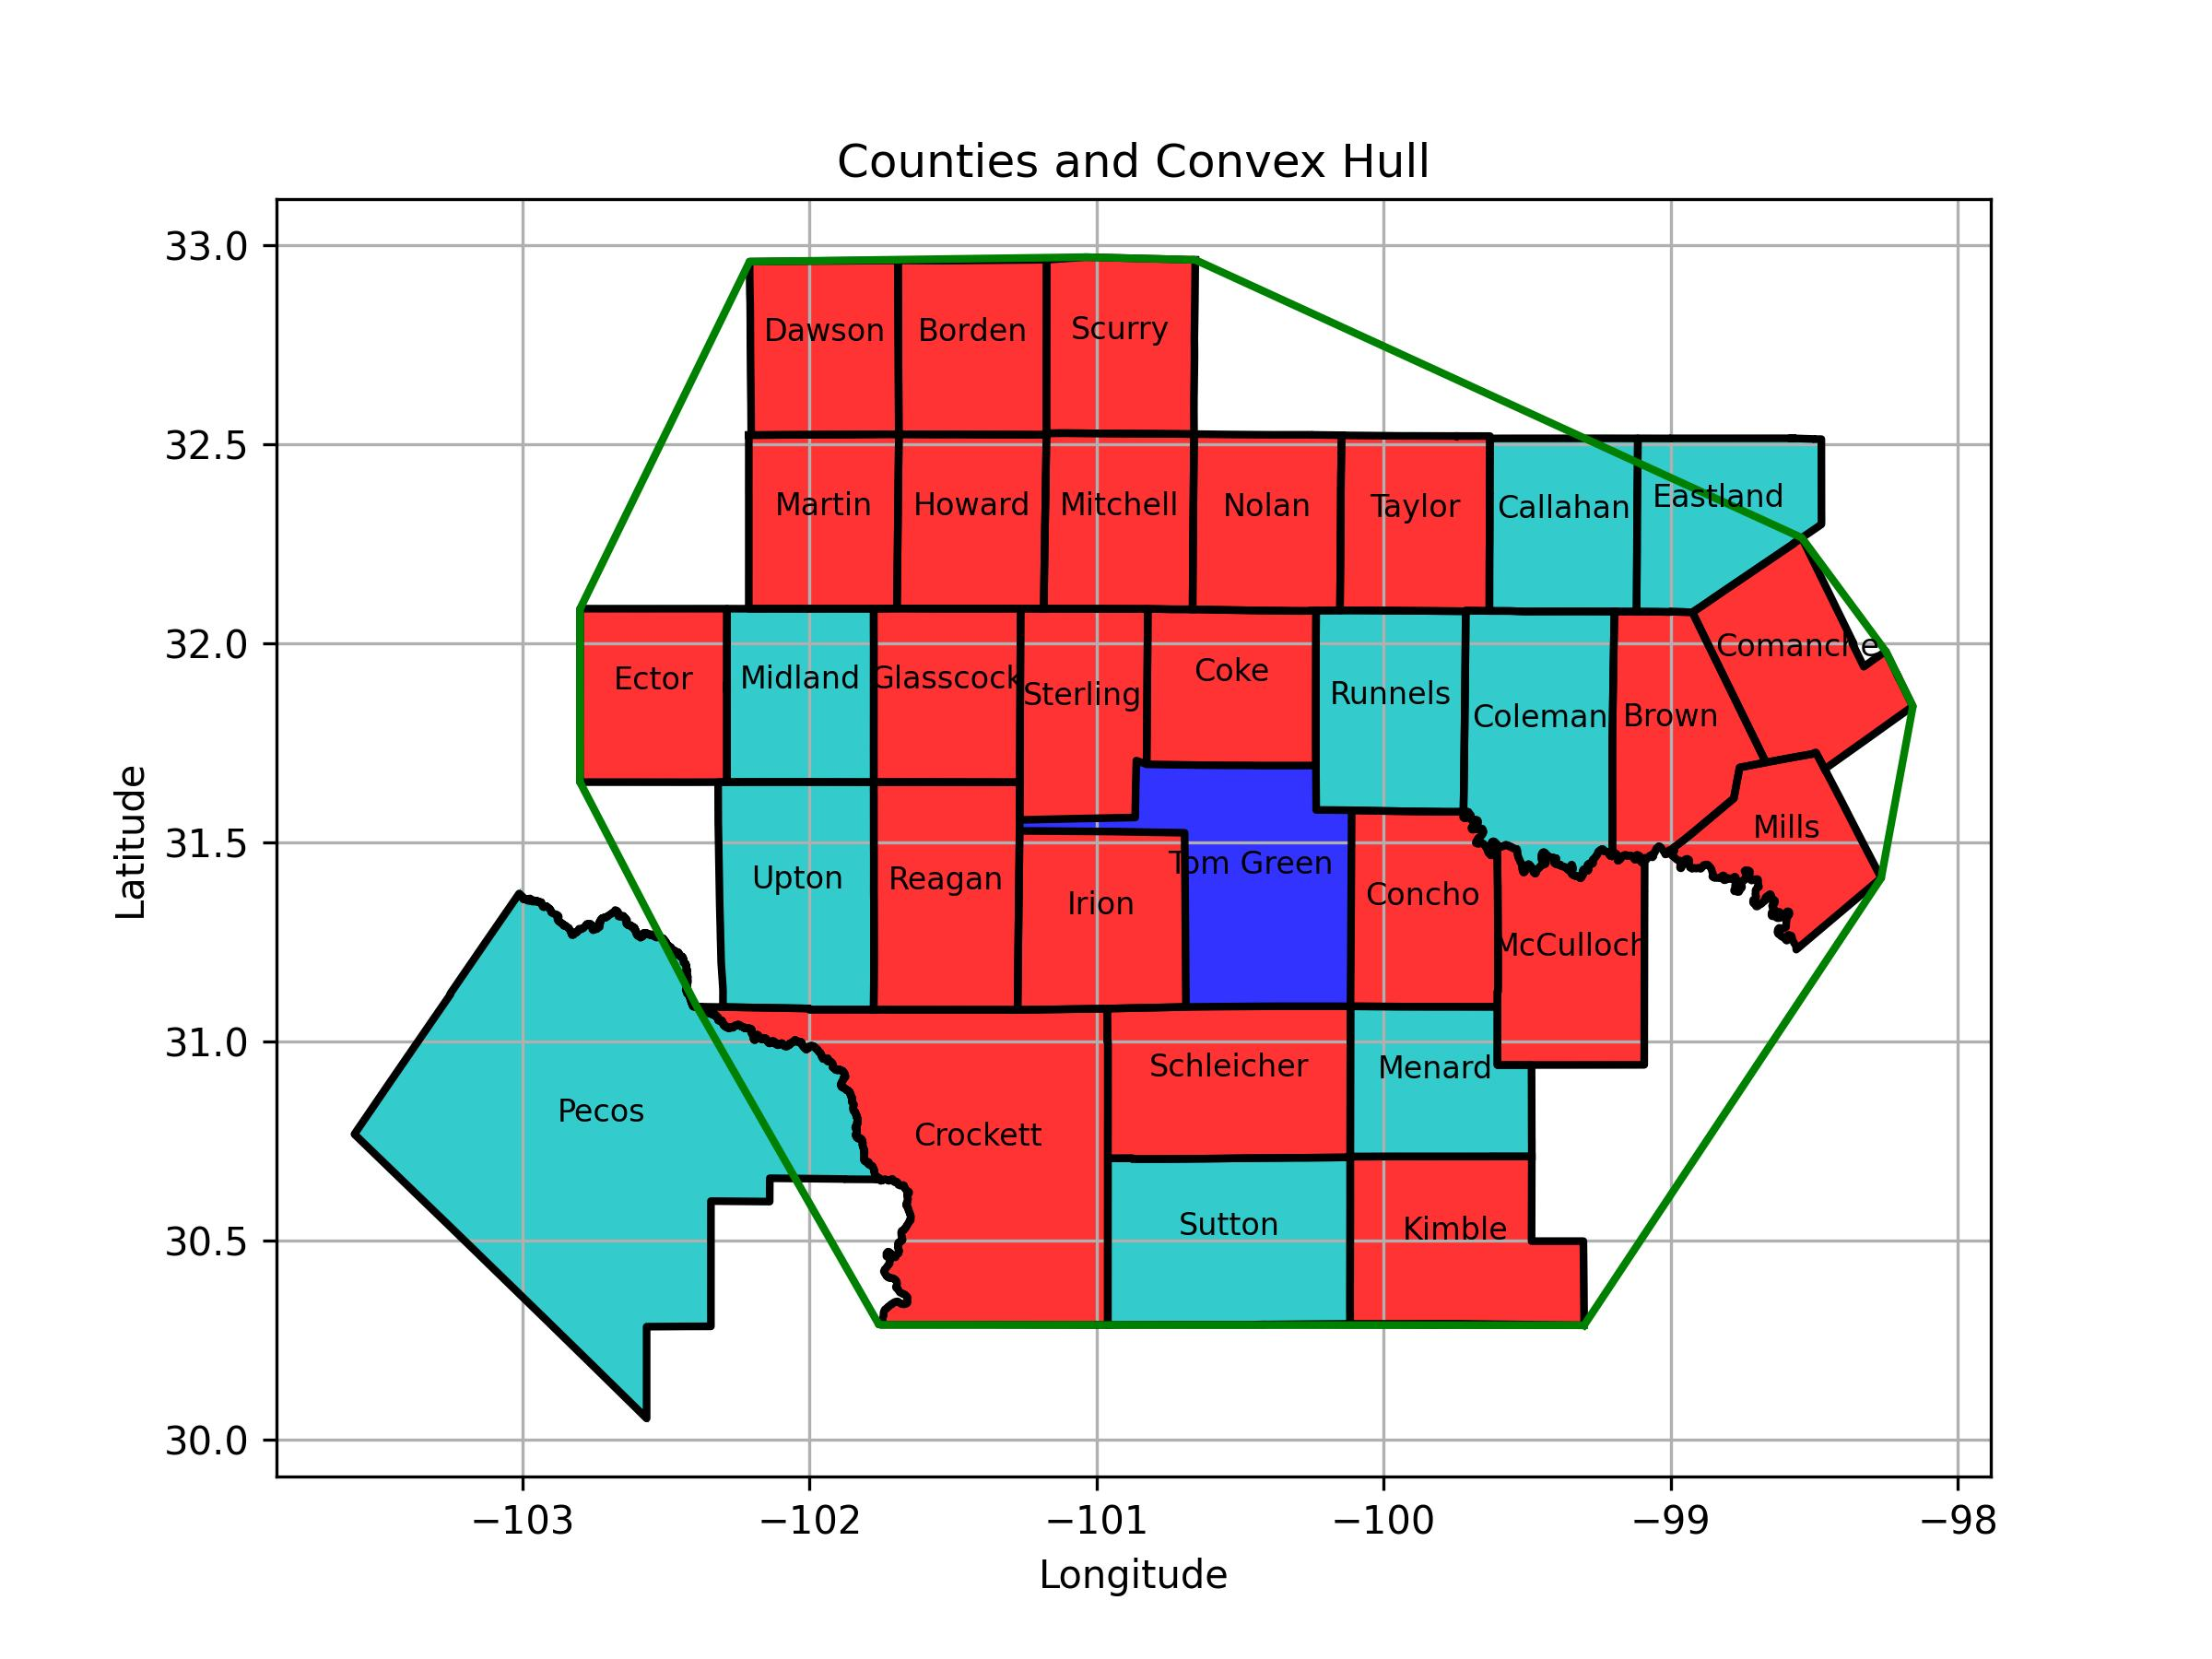 Counties and Convex Hull
33.0
32.5
32.0
31.5
31.0
30.5
30.0
Latitude
Dawson Borden Scurry
Martin Howard Mitchell Nolan Taylor Callahan Eastland
Ector Midland Glasscock Sterling Coke Runnels Coleman Brown Comanche
Upton Reagan Irion Tom Green Concho McCulloch Mills
Pecos Crockett Schleicher Menard
Sutton Kimble
−103 −102 −101 −100 −99 −98
Longitude